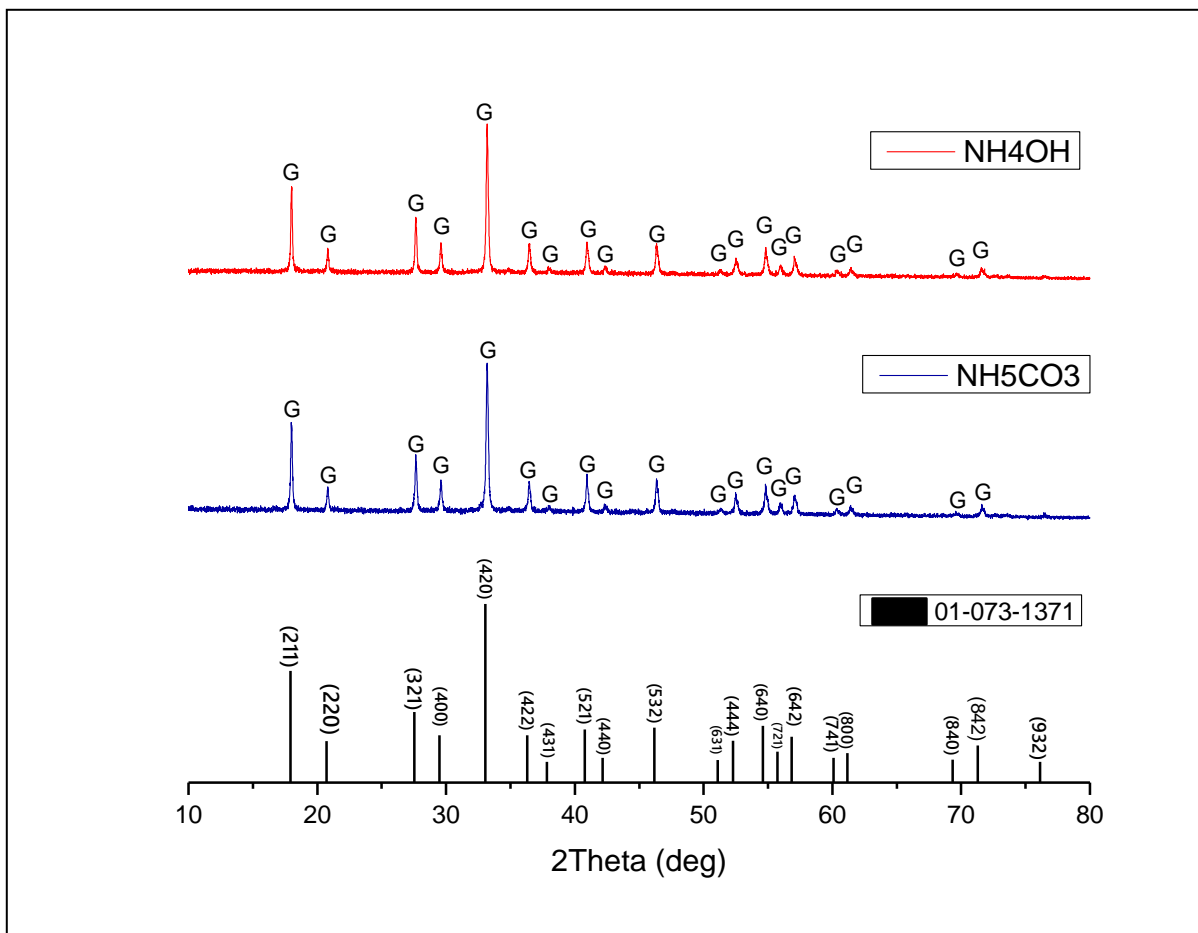 G G G G G G G G G G G G G G G G G G G
NH4OH
G G G G G G G G G G G G G G G G G G G
NH5CO3
01-073-1371
(211) (220) (321) (400) (420) (422) (431) (521) (440) (532) (631) (444) (640) (721) (642) (741) (800) (840) (842) (932)
10 20 30 40 50 60 70 80
2Theta (deg)